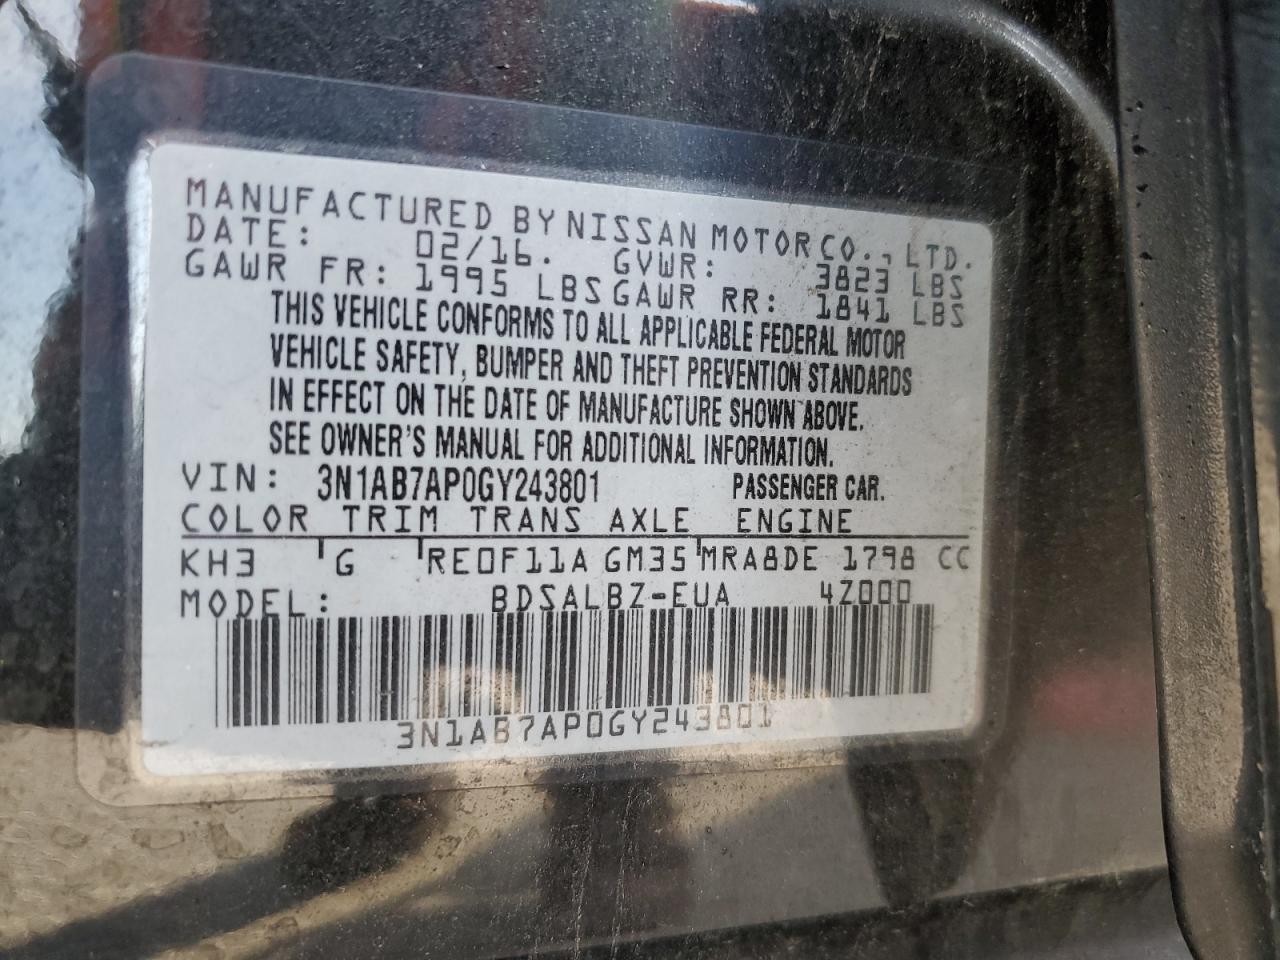 MANUFACTURED BY NISSAN MOTOR CO., LTD.
DATE: 02/16. GVWR: 3823 LBS
GAWR FR: 1995 LBS GAWR RR: 1841 LBS
THIS VEHICLE CONFORMS TO ALL APPLICABLE FEDERAL MOTOR
VEHICLE SAFETY, BUMPER AND THEFT PREVENTION STANDARDS
IN EFFECT ON THE DATE OF MANUFACTURE SHOWN ABOVE.
SEE OWNER'S MANUAL FOR ADDITIONAL INFORMATION.
VIN: 3N1AB7AP0GY243801 PASSENGER CAR.
COLOR TRIM TRANS AXLE ENGINE
KH3 G RE0F11A GM35 MRA8DE 1798 CC
MODEL: BDSALBZ-EUA 4Z000
3N1AB7AP0GY243801